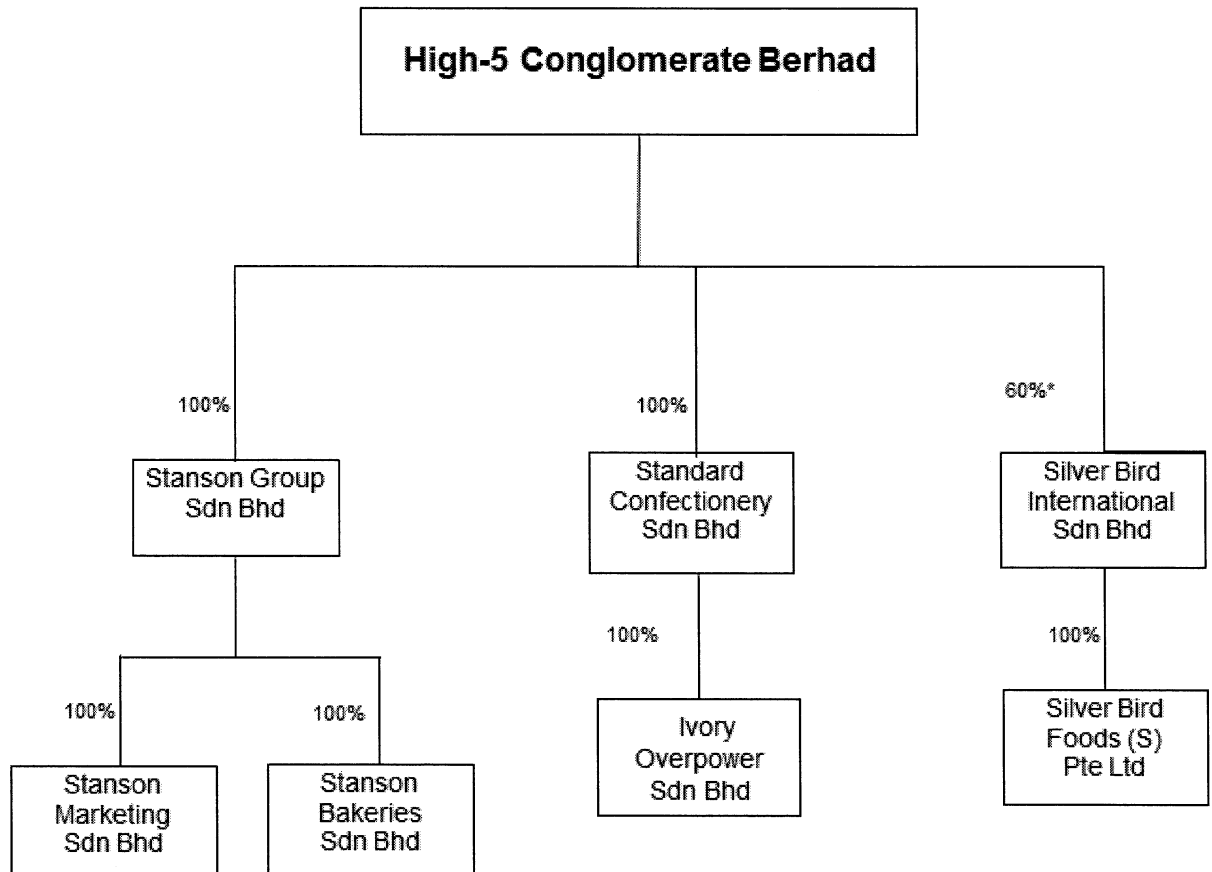 High-5 Conglomerate Berhad
100%
100%
60%*
Stanson Group
Sdn Bhd
Standard
Confectionery
Sdn Bhd
Silver Bird
International
Sdn Bhd
100%
100%
100%
100%
Stanson
Marketing
Sdn Bhd
Stanson
Bakeries
Sdn Bhd
Ivory
Overpower
Sdn Bhd
Silver Bird
Foods (S)
Pte Ltd